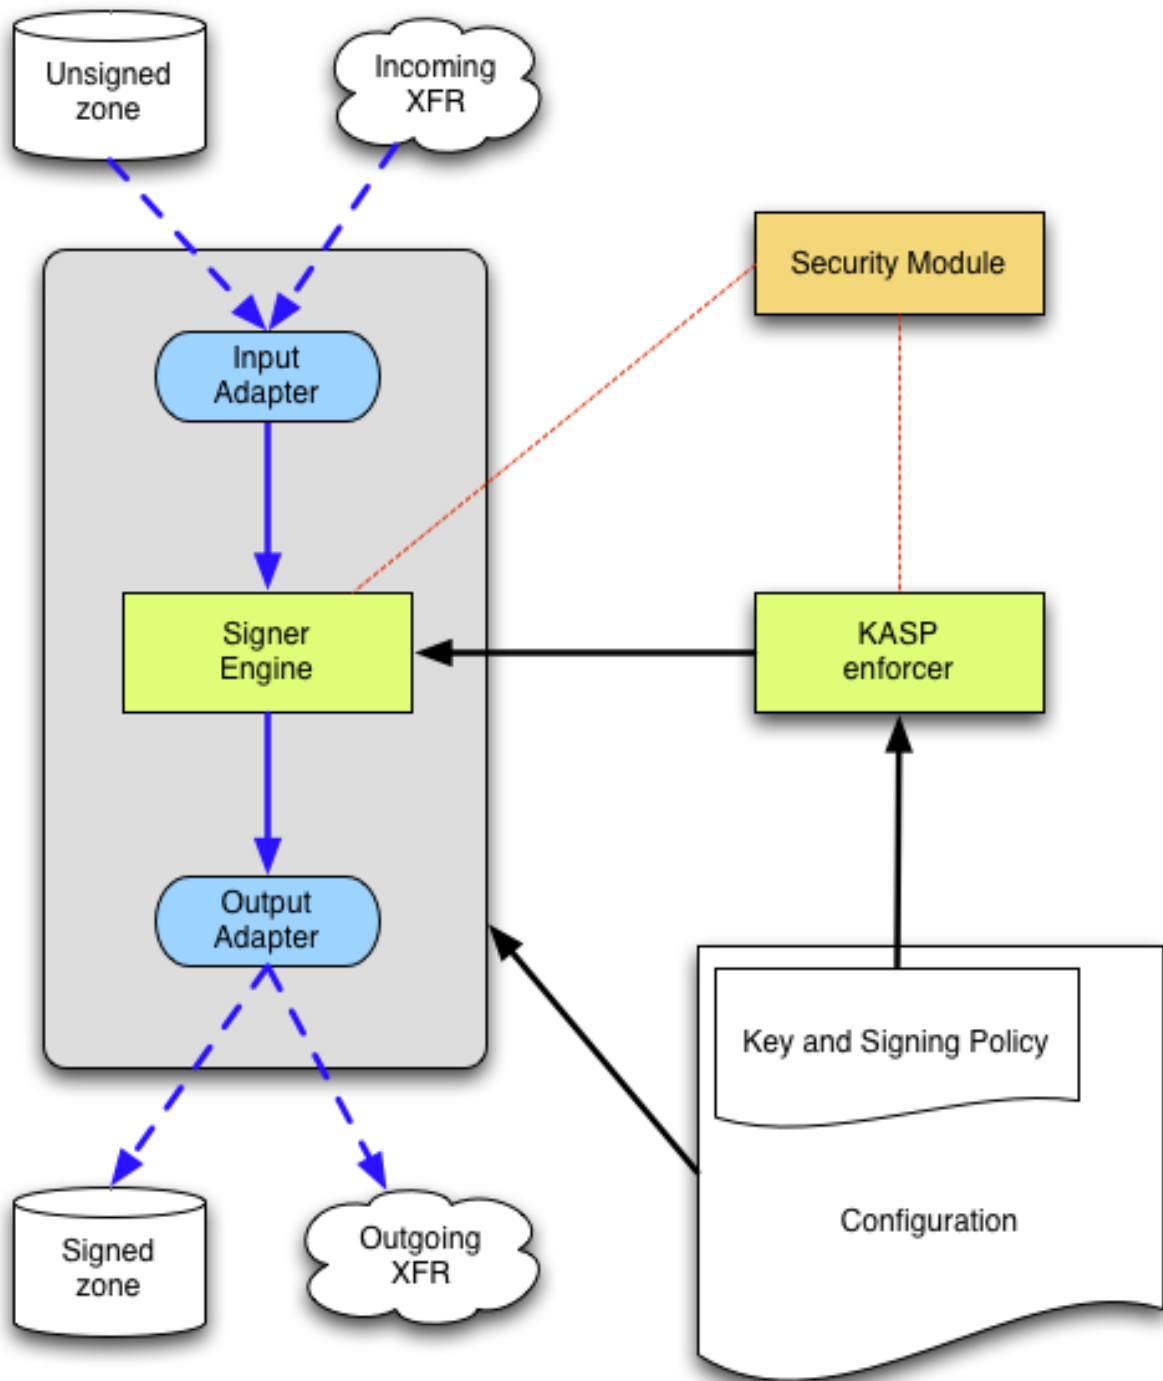 Unsigned
zone
Incoming
XFR
Security Module
Input
Adapter
Signer
Engine
KASP
enforcer
Output
Adapter
Key and Signing Policy
Configuration
Signed
zone
Outgoing
XFR